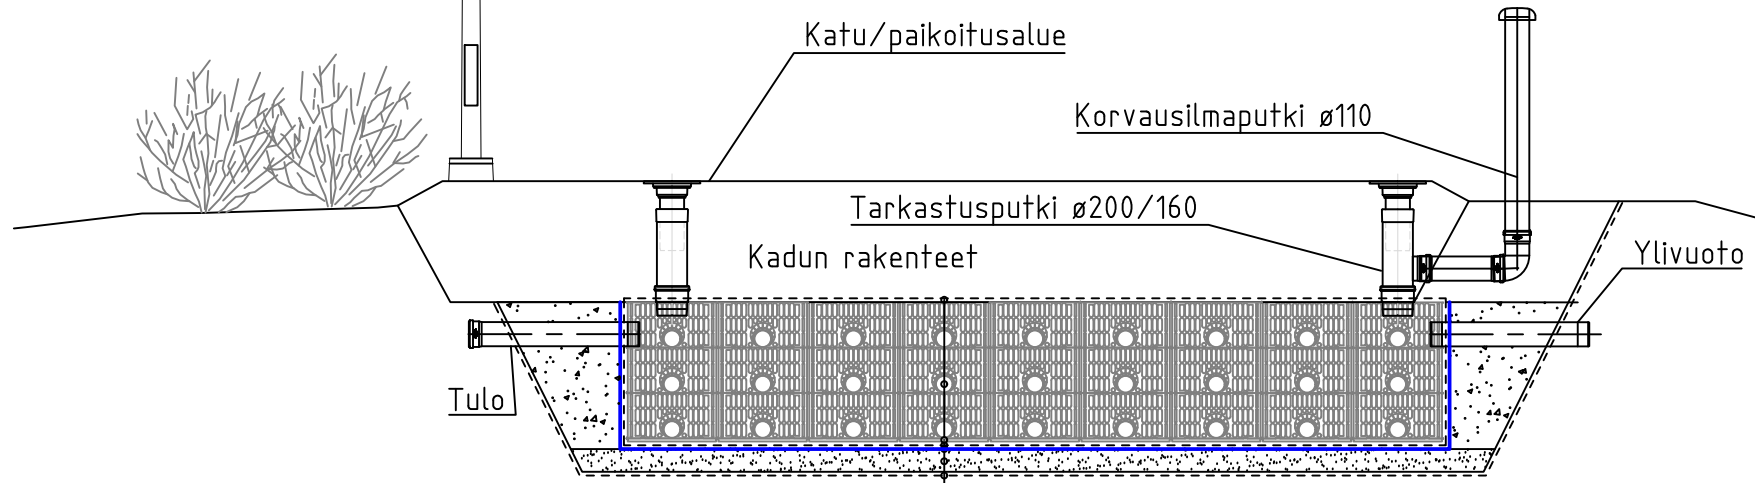 Katu/paikoitusalue
Korvausilmaputki ø110
Tarkastusputki ø200/160
Kadun rakenteet
Ylivuoto
Tulo